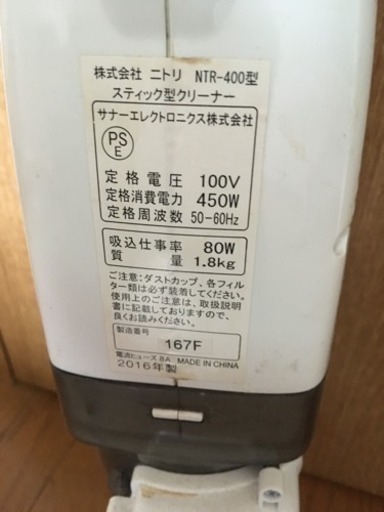 株式会社 ニトリ NTR-400型
スティック型クリーナー
サナーエレクトロニクス株式会社
PS
E
定格電圧 100V
定格消費電力 450W
定格周波数 50-60Hz
吸込仕事率 80W
質量 1.8kg
ご注意：ダストカップ、各フィル
ター類は必ず装着してください。
使用上のご注意は、取扱説明
書に記載しておりますので、
良くお読みください。
製造番号
167F
電流ヒューズ 8A MADE IN CHINA
2016年製